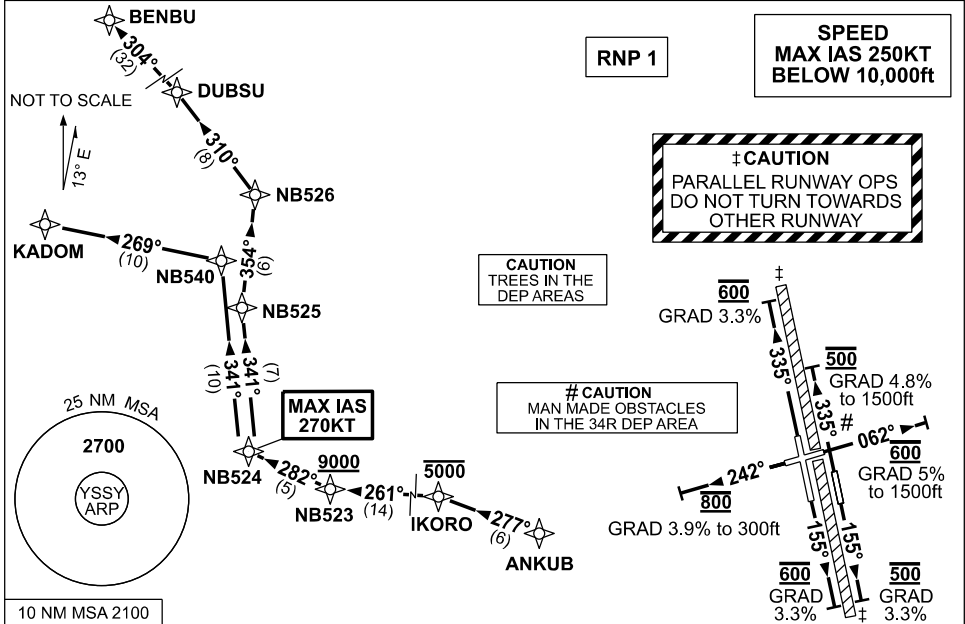 BENBU
304°
(32)
DUBSU
NOT TO SCALE
13° E
310°
(8)
NB526
KADOM
269°
(10)
NB540
354°
(6)
NB525
341°
(10)
341°
(7)
MAX IAS
270KT
NB524
282°
(5)
9000
NB523
261°
(14)
5000
IKORO
277°
(6)
ANKUB
25 NM MSA
2700
YSSY
ARP
10 NM MSA 2100
RNP 1
SPEED
MAX IAS 250KT
BELOW 10,000ft
‡CAUTION
PARALLEL RUNWAY OPS
DO NOT TURN TOWARDS
OTHER RUNWAY
CAUTION
TREES IN THE
DEP AREAS
# CAUTION
MAN MADE OBSTACLES
IN THE 34R DEP AREA
‡
600
GRAD 3.3%
335°
500
GRAD 4.8%
to 1500ft
335°
#
062°
600
GRAD 5%
to 1500ft
242°
800
GRAD 3.9% to 300ft
155°
155°
600
GRAD
3.3%
500
GRAD
3.3%
‡